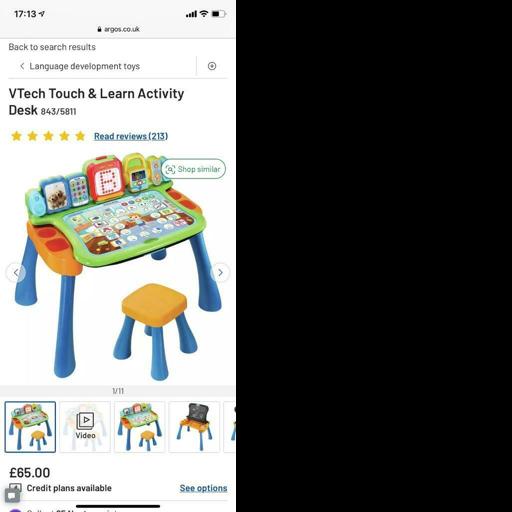 17:13
argos.co.uk
Back to search results
Language development toys
VTech Touch & Learn Activity
Desk 843/5811
Read reviews (213)
Shop similar
B
1/11
Video
£65.00
Credit plans available
See options